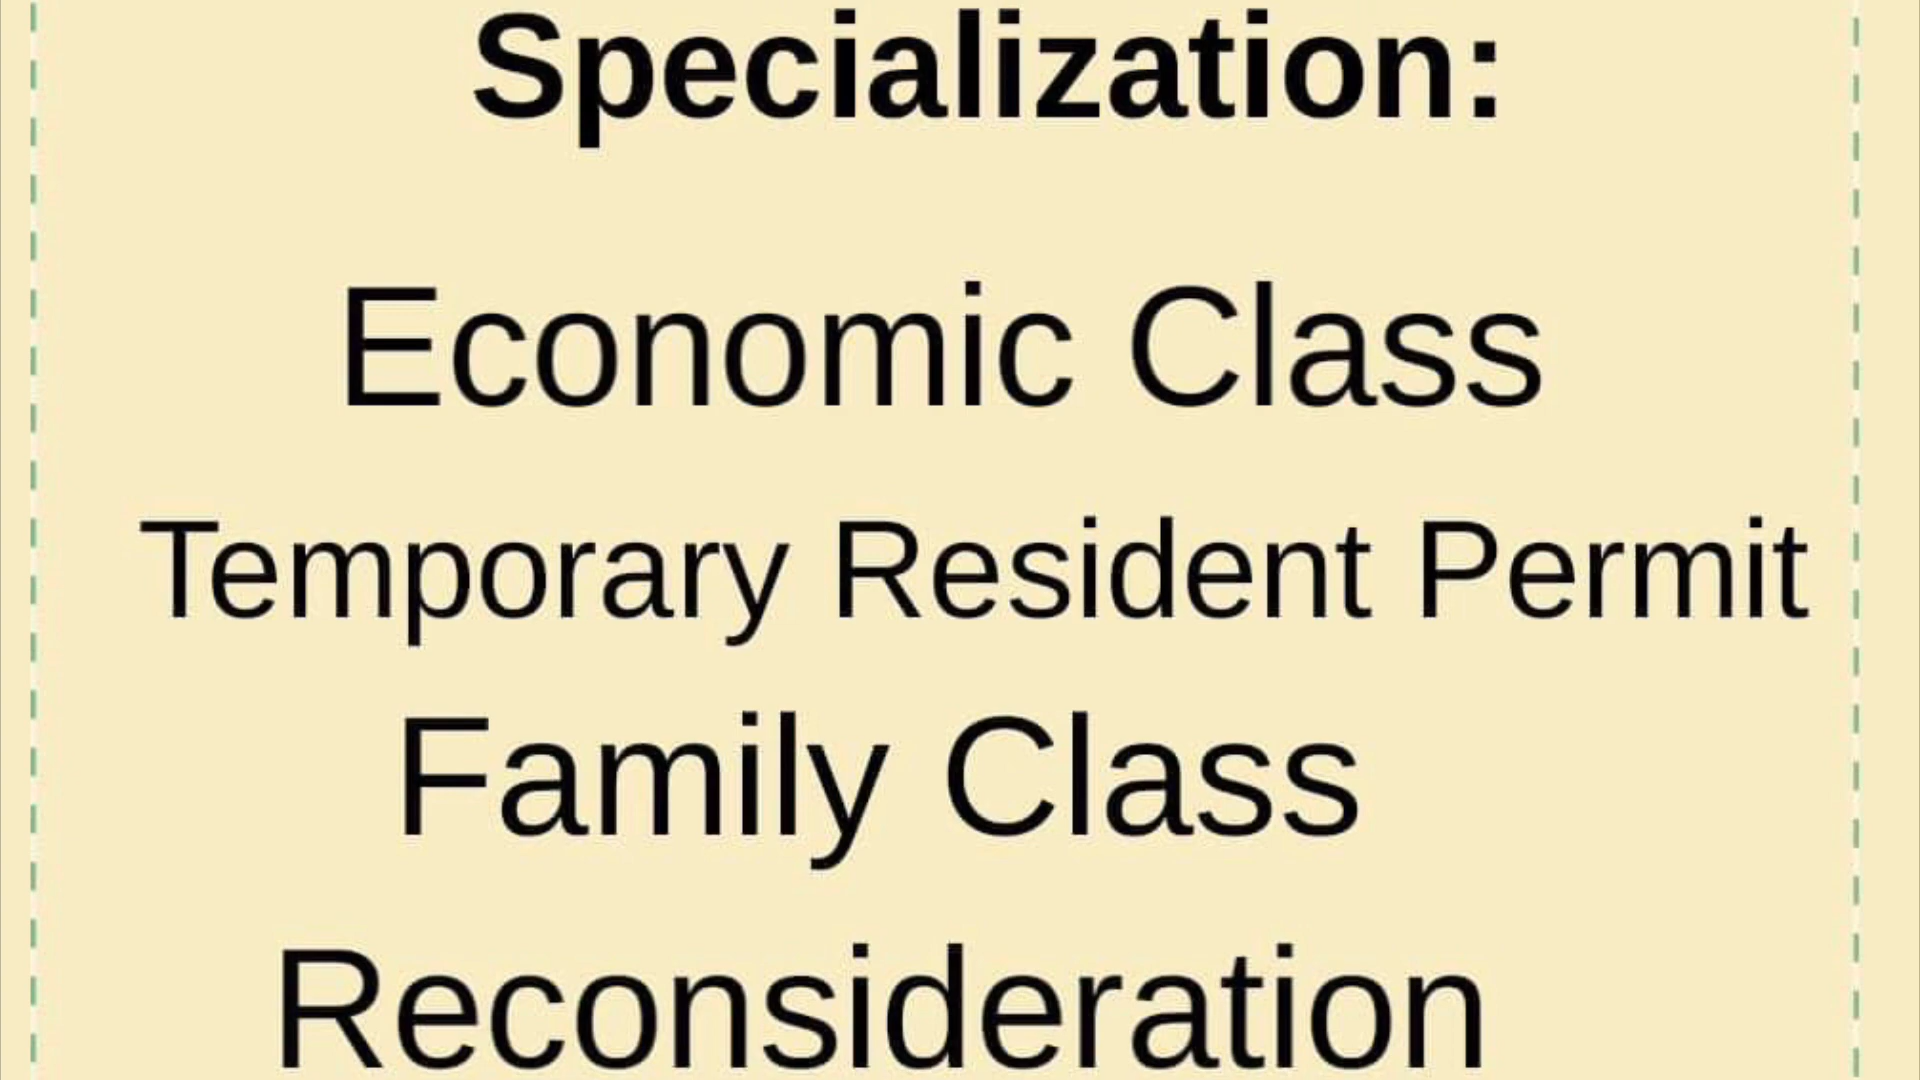 Specialization:
Economic Class
Temporary Resident Permit
Family Class
Reconsideration